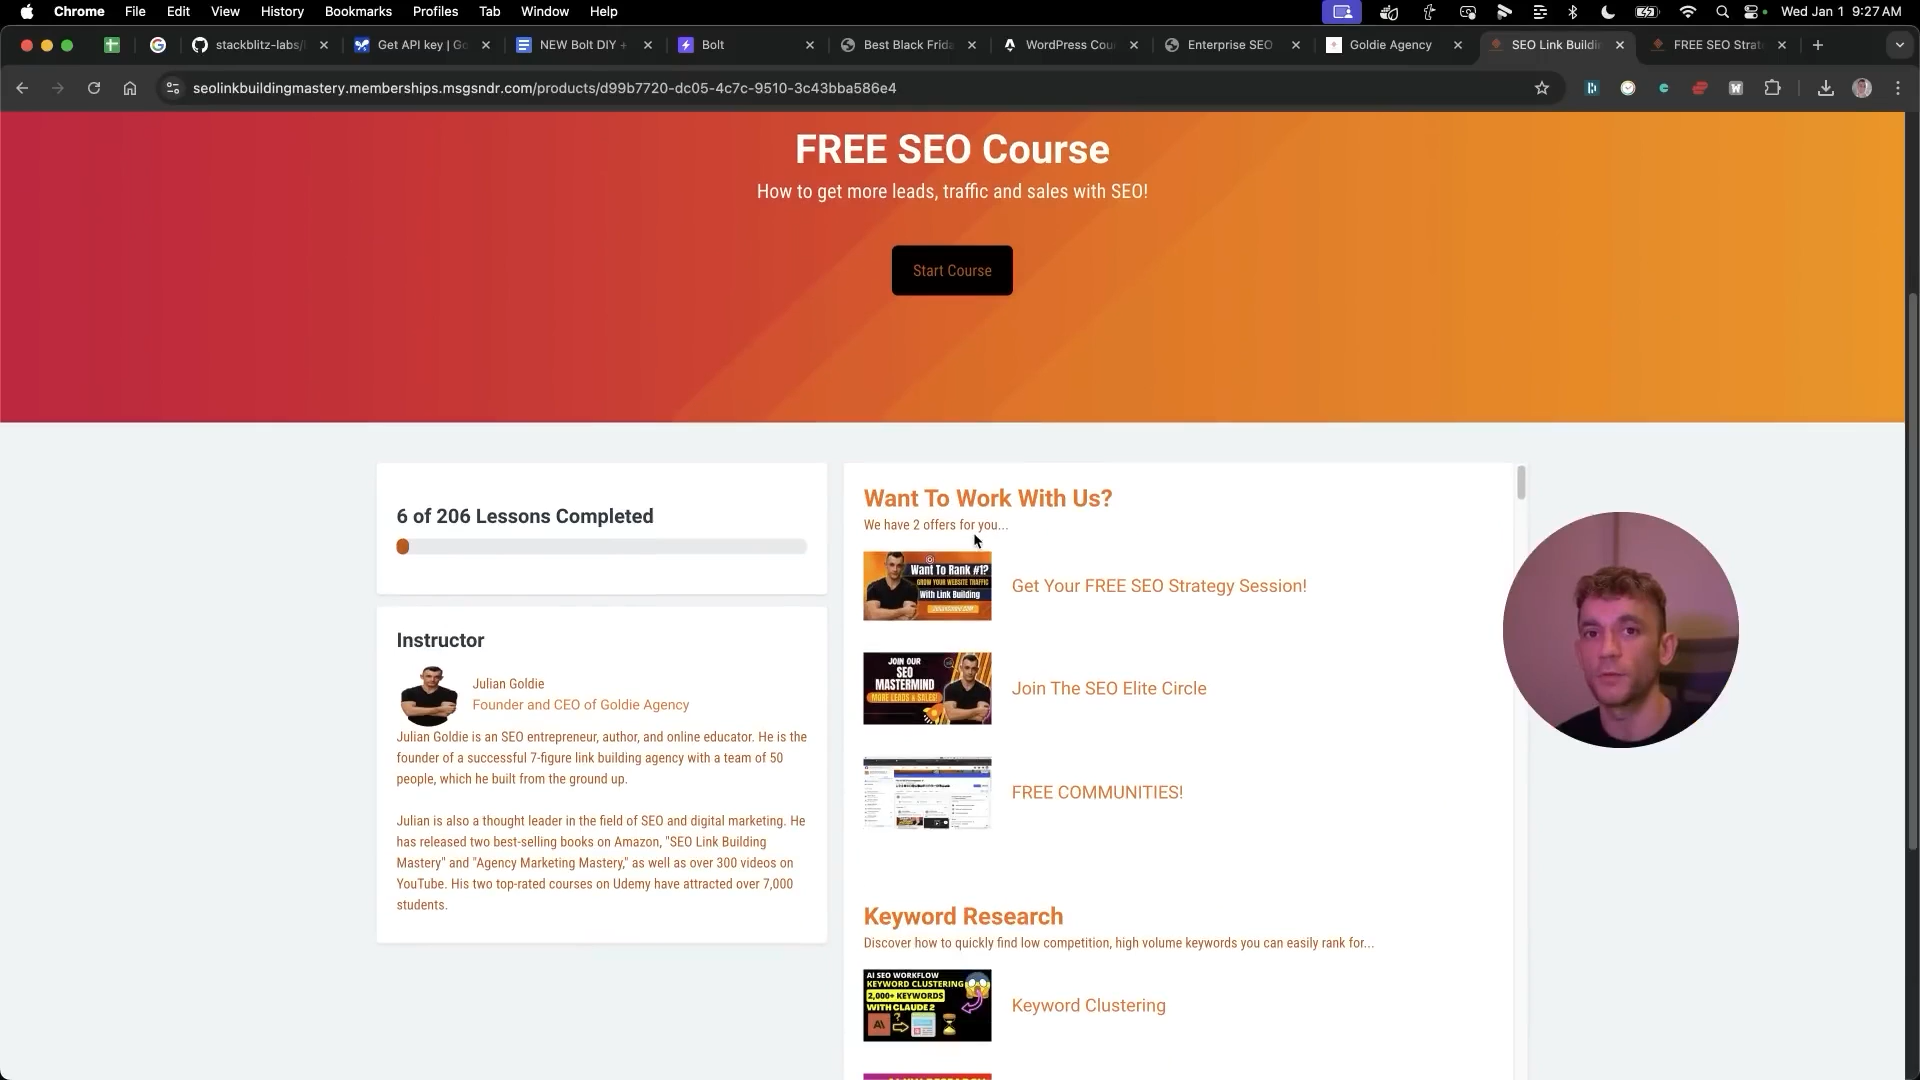 Chrome File Edit View History Bookmarks Profiles Tab Window Help Wed Jan 1 9:27 AM
stackblitz-labs/ Get API key | Go NEW Bolt DIY + Bolt Best Black Frida WordPress Cou Enterprise SEO Goldie Agency SEO Link Buildin FREE SEO Strat
seolinkbuildingmastery.memberships.msgsndr.com/products/d99b7720-dc05-4c7c-9510-3c43bba586e4
FREE SEO Course
How to get more leads, traffic and sales with SEO!
Start Course
6 of 206 Lessons Completed
Instructor
Julian Goldie
Founder and CEO of Goldie Agency
Julian Goldie is an SEO entrepreneur, author, and online educator. He is the
founder of a successful 7-figure link building agency with a team of 50
people, which he built from the ground up.
Julian is also a thought leader in the field of SEO and digital marketing. He
has released two best-selling books on Amazon, "SEO Link Building
Mastery" and "Agency Marketing Mastery," as well as over 300 videos on
YouTube. His two top-rated courses on Udemy have attracted over 7,000
students.
Want To Work With Us?
We have 2 offers for you...
Want To Rank #1?
GROW YOUR WEBSITE TRAFFIC
With Link Building
Get Your FREE SEO Strategy Session!
JOIN OUR
SEO
MASTERMIND
MORE LEADS & SALES!
Join The SEO Elite Circle
FREE COMMUNITIES!
Keyword Research
Discover how to quickly find low competition, high volume keywords you can easily rank for...
AI SEO WORKFLOW
KEYWORD CLUSTERING
2,000+ KEYWORDS
WITH CLAUDE 2
Keyword Clustering